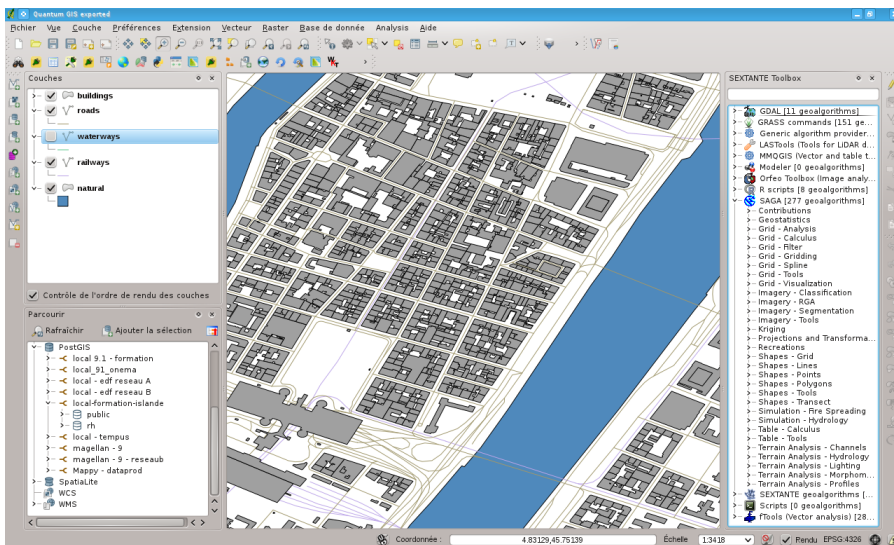 Quantum GIS exported
Fichier Vue Couche Préférences Extension Vecteur Raster Base de donnée Analysis Aide
Couches
buildings
roads
waterways
railways
natural
Contrôle de l'ordre de rendu des couches
Parcourir
Rafraîchir Ajouter la sélection
PostGIS
local 9.1 - formation
local_91_onema
local - edf reseau A
local - edf reseau B
local-formation-islande
public
rh
local - tempus
magellan - 9
magellan - 9 - reseaub
Mappy - dataprod
SpatiaLite
WCS
WMS
SEXTANTE Toolbox
GDAL [11 geoalgorithms]
GRASS commands [151 ge...
Generic algorithm provider...
LASTools (Tools for LiDAR d...
MMQGIS (Vector and table t...
Modeler [0 geoalgorithms]
Orfeo Toolbox (Image analy...
R scripts [8 geoalgorithms]
SAGA [277 geoalgorithms]
Contributions
Geostatistics
Grid - Analysis
Grid - Calculus
Grid - Filter
Grid - Gridding
Grid - Spline
Grid - Tools
Grid - Visualization
Imagery - Classification
Imagery - RGA
Imagery - Segmentation
Imagery - Tools
Kriging
Projections and Transforma...
Recreations
Shapes - Grid
Shapes - Lines
Shapes - Points
Shapes - Polygons
Shapes - Tools
Shapes - Transect
Simulation - Fire Spreading
Simulation - Hydrology
Table - Calculus
Table - Tools
Terrain Analysis - Channels
Terrain Analysis - Hydrology
Terrain Analysis - Lighting
Terrain Analysis - Morphom...
Terrain Analysis - Profiles
SEXTANTE geoalgorithms [...
Scripts [0 geoalgorithms]
fTools (Vector analysis) [28...
Coordonnée : 4.83129,45.75139 Échelle 1:3418 Rendu EPSG:4326